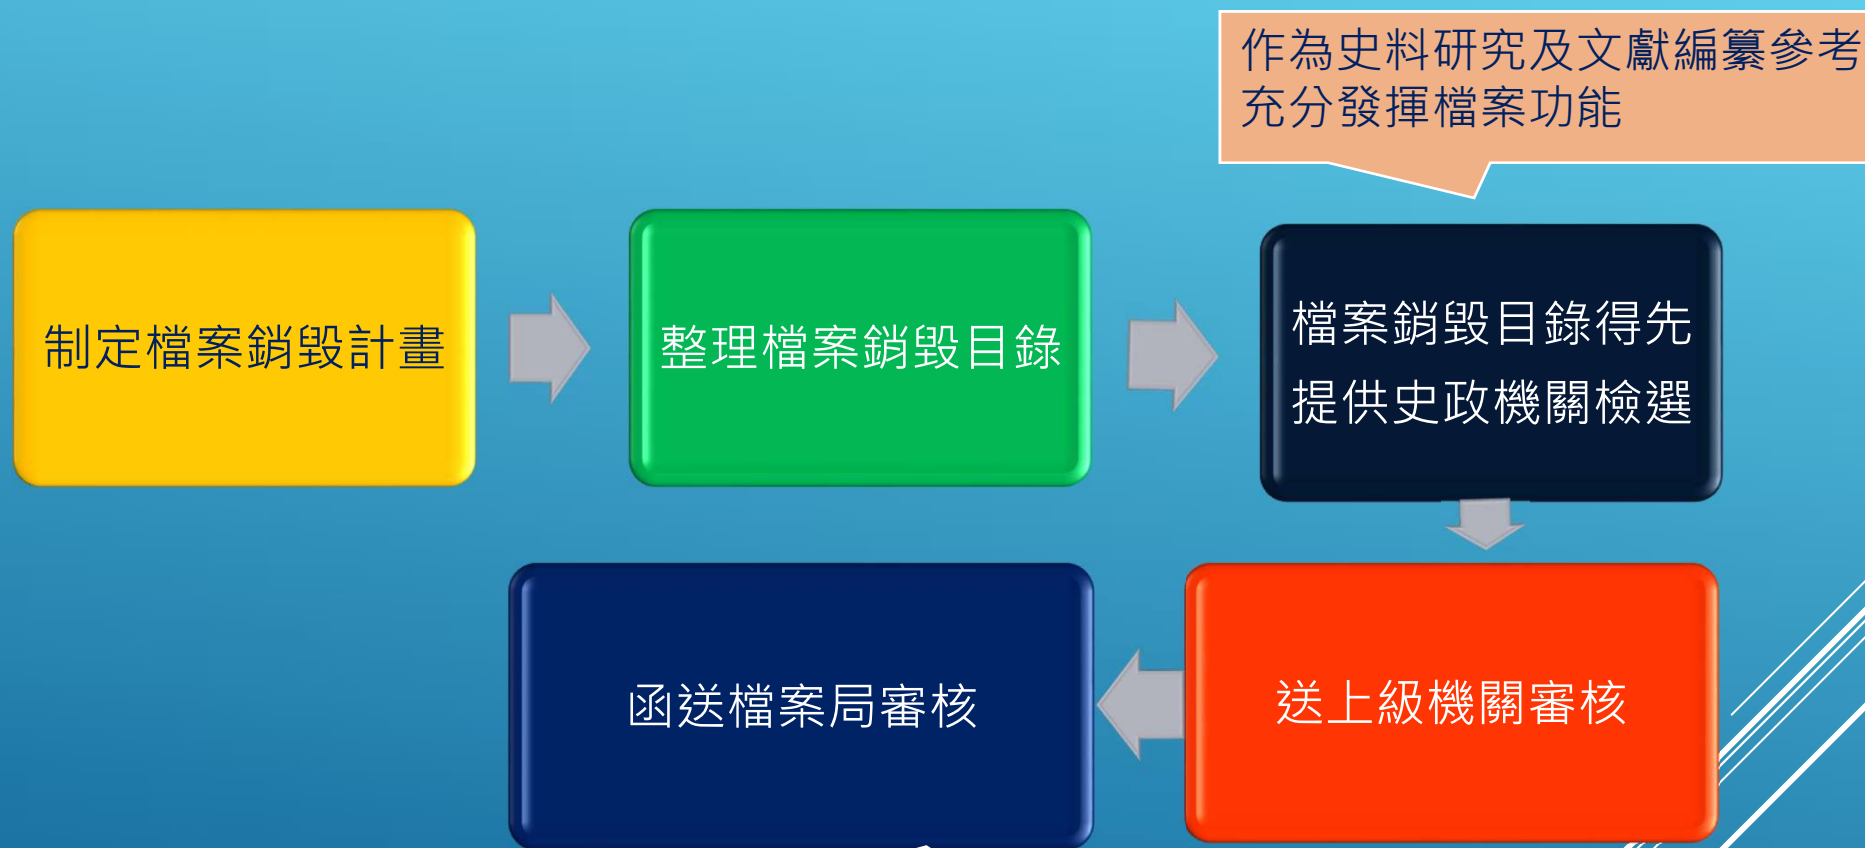 作為史料研究及文獻編纂參考
充分發揮檔案功能
制定檔案銷毀計畫
整理檔案銷毀目錄
檔案銷毀目錄得先
提供史政機關檢選
送上級機關審核
函送檔案局審核